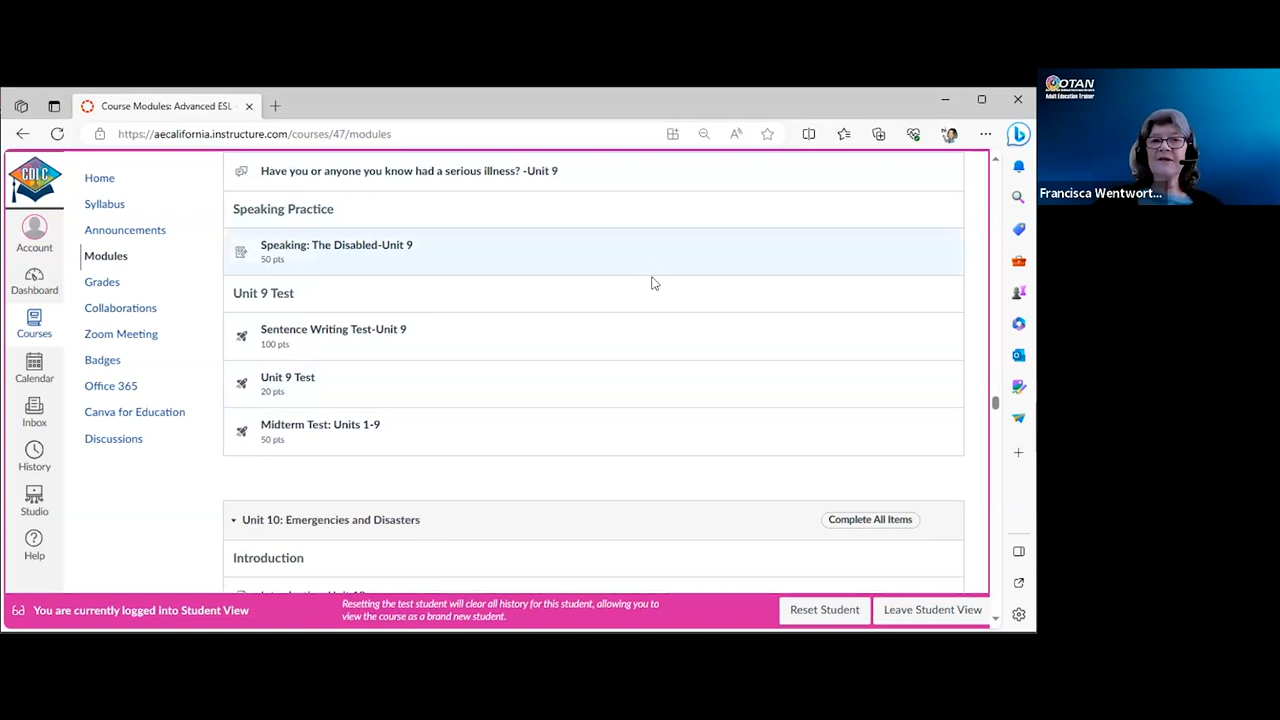 Course Modules: Advanced ESL
https://aecalifornia.instructure.com/courses/47/modules
CDLC
Account
Dashboard
Courses
Calendar
Inbox
History
Studio
Help
Home
Syllabus
Announcements
Modules
Grades
Collaborations
Zoom Meeting
Badges
Office 365
Canva for Education
Discussions
Have you or anyone you know had a serious illness? -Unit 9
Speaking Practice
Speaking: The Disabled-Unit 9
50 pts
Unit 9 Test
Sentence Writing Test-Unit 9
100 pts
Unit 9 Test
20 pts
Midterm Test: Units 1-9
50 pts
Unit 10: Emergencies and Disasters
Complete All Items
Introduction
You are currently logged into Student View
Resetting the test student will clear all history for this student, allowing you to
view the course as a brand new student.
Reset Student
Leave Student View
OTAN
Adult Education Trainer
Francisca Wentwort...